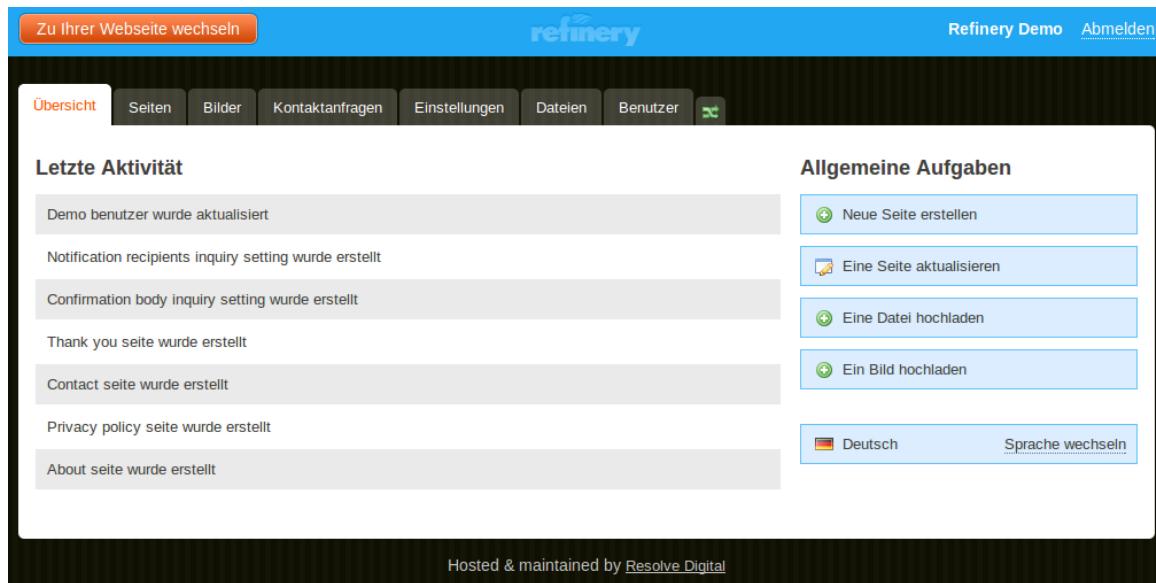 Zu Ihrer Webseite wechseln
refinery
Refinery Demo Abmelden
Übersicht Seiten Bilder Kontaktanfragen Einstellungen Dateien Benutzer
Letzte Aktivität
Demo benutzer wurde aktualisiert
Notification recipients inquiry setting wurde erstellt
Confirmation body inquiry setting wurde erstellt
Thank you seite wurde erstellt
Contact seite wurde erstellt
Privacy policy seite wurde erstellt
About seite wurde erstellt
Allgemeine Aufgaben
Neue Seite erstellen
Eine Seite aktualisieren
Eine Datei hochladen
Ein Bild hochladen
Deutsch Sprache wechseln
Hosted & maintained by Resolve Digital